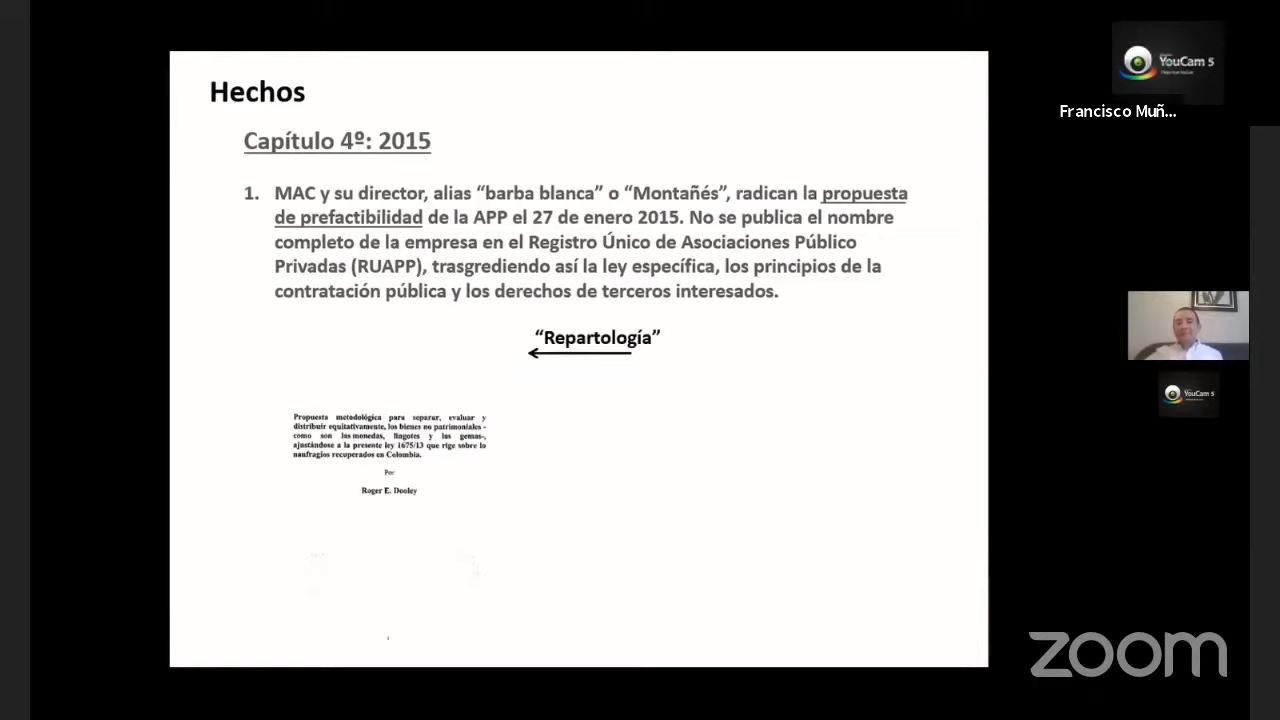 Hechos
Capítulo 4º: 2015
1. MAC y su director, alias “barba blanca” o “Montañés”, radican la propuesta
de prefactibilidad de la APP el 27 de enero 2015. No se publica el nombre
completo de la empresa en el Registro Único de Asociaciones Público
Privadas (RUAPP), trasgrediendo así la ley específica, los principios de la
contratación pública y los derechos de terceros interesados.
“Repartología”
Propuesta metodológica para separar, evaluar y
distribuir equitativamente, los bienes no patrimoniales -
como son las monedas, lingotes y las gemas-,
ajustándose a la presente ley 1675/13 que rige sobre lo
naufragios recuperados en Colombia.
Por
Roger E. Dooley
YouCam 5
Francisco Muñ...
YouCam 5
zoom